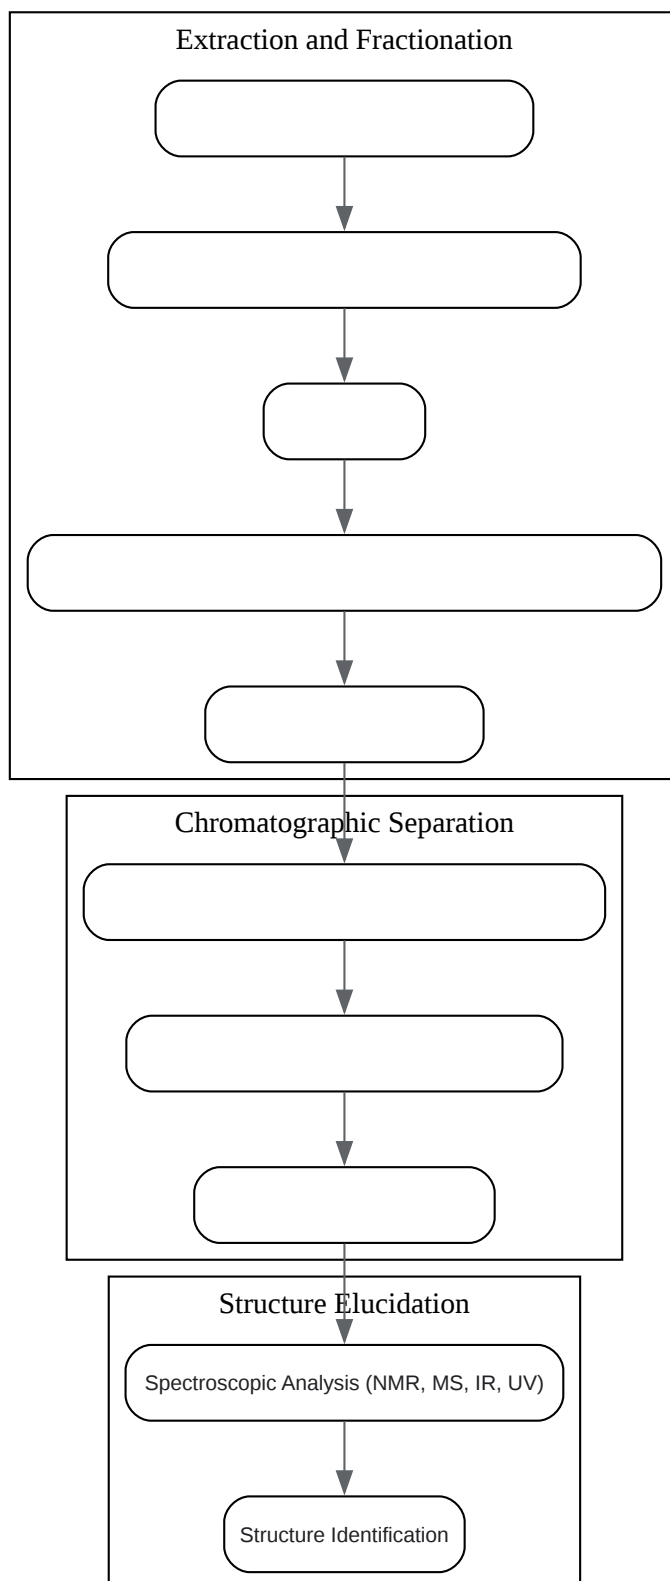 Extraction and Fractionation
Chromatographic Separation
Structure Elucidation
Spectroscopic Analysis (NMR, MS, IR, UV)
Structure Identification